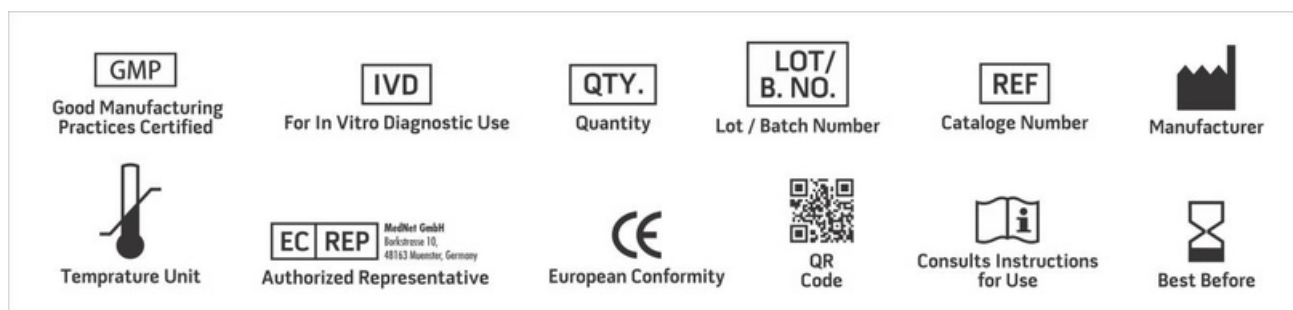 GMP
Good Manufacturing
Practices Certified
IVD
For In Vitro Diagnostic Use
QTY.
Quantity
LOT/
B. NO.
Lot / Batch Number
REF
Cataloge Number
Manufacturer
Temprature Unit
EC REP
MedNet GmbH
Borkstrasse 10,
48163 Muenster, Germany
Authorized Representative
CE
European Conformity
QR
Code
i
Consults Instructions
for Use
Best Before